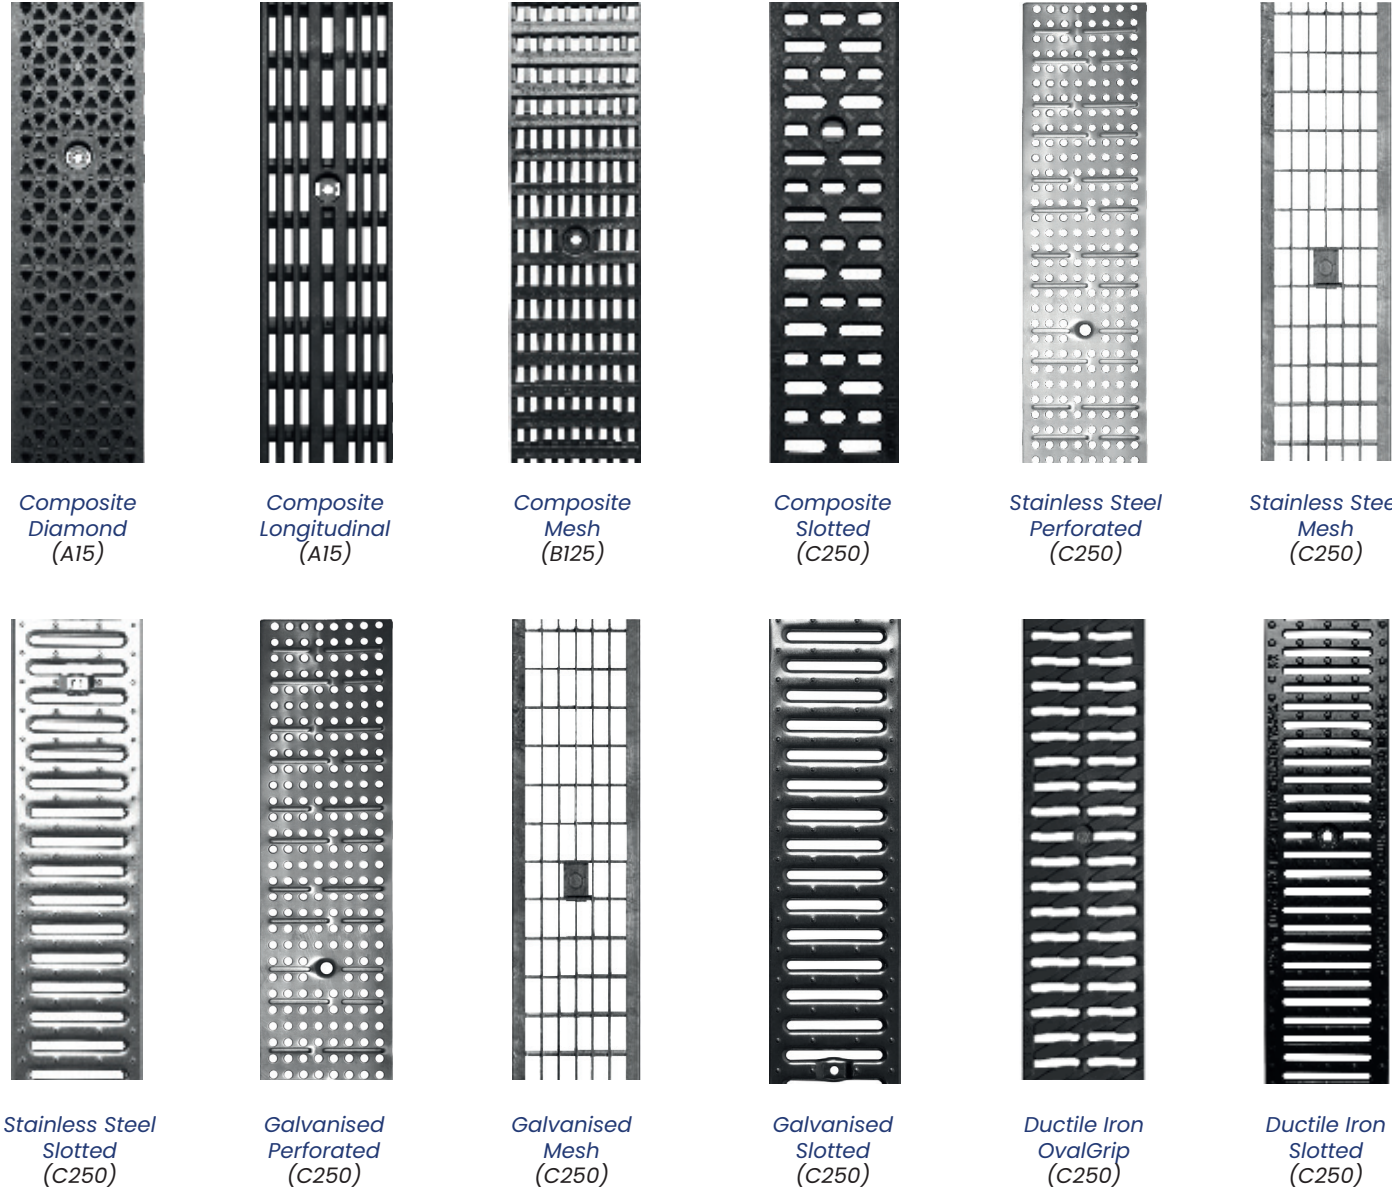 Composite
Diamond
(A15)
Composite
Longitudinal
(A15)
Composite
Mesh
(B125)
Composite
Slotted
(C250)
Stainless Steel
Perforated
(C250)
Stainless Stee
Mesh
(C250)
Stainless Steel
Slotted
(C250)
Galvanised
Perforated
(C250)
Galvanised
Mesh
(C250)
Galvanised
Slotted
(C250)
Ductile Iron
OvalGrip
(C250)
Ductile Iron
Slotted
(C250)